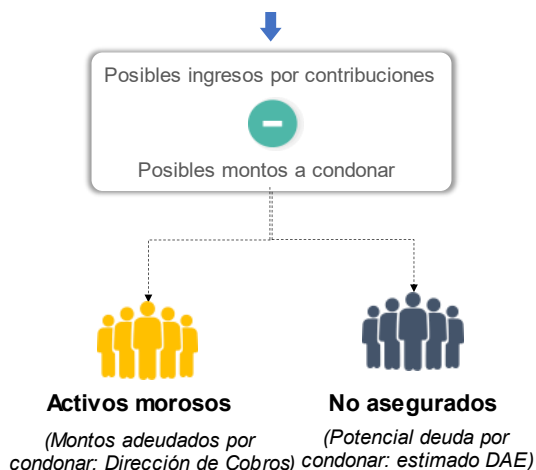 Posibles ingresos por contribuciones
Posibles montos a condonar
Activos morosos
(Montos adeudados por
condonar: Dirección de Cobros)
No asegurados
(Potencial deuda por
condonar: estimado DAE)